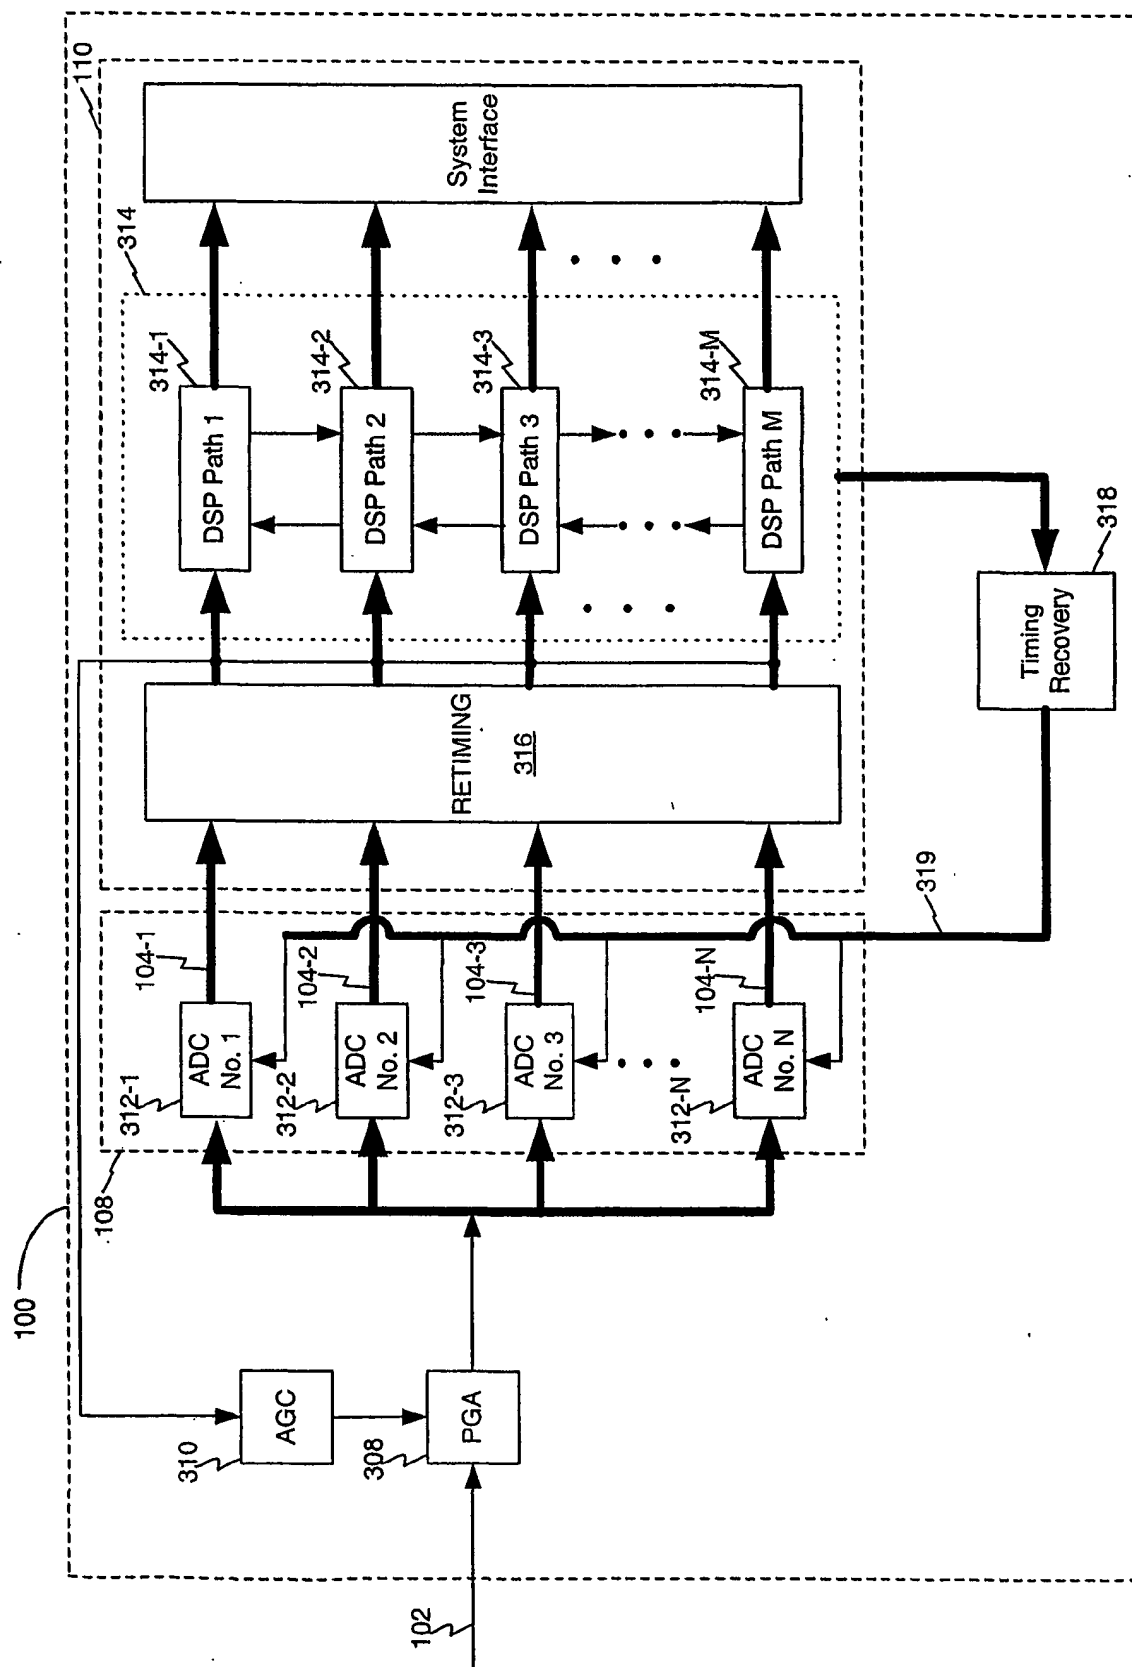 100
110
108
314
102
310
AGC
308
PGA
312-1
ADC
No. 1
104-1
312-2
ADC
No. 2
104-2
312-3
ADC
No. 3
104-3
312-N
ADC
No. N
104-N
319
RETIMING
316
314-1
DSP Path 1
314-2
DSP Path 2
314-3
DSP Path 3
314-M
DSP Path M
System
Interface
318
Timing
Recovery